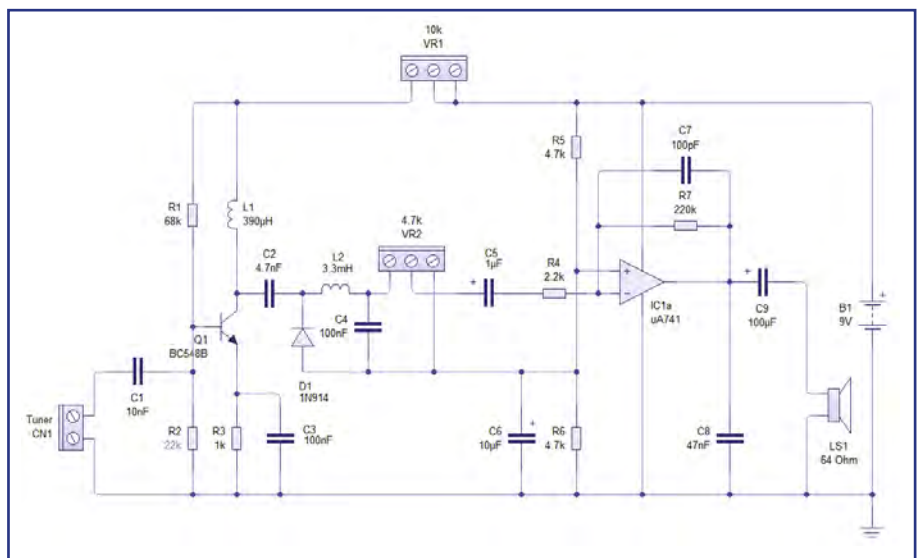 10k
VR1
C7
100pF
R5
4.7k
R7
220k
R1
68k
L1
390µH
4.7k
VR2
C2
4.7nF
L2
3.3mH
C5
1µF
R4
2.2k
+
+
−
+
+
C4
100nF
IC1a
uA741
C9
100µF
B1
9V
Q1
BC548B
D1
1N914
C1
10nF
Tuner
CN1
R2
22k
R3
1k
C3
100nF
C6
10µF
+
R6
4.7k
C8
47nF
LS1
64 Ohm